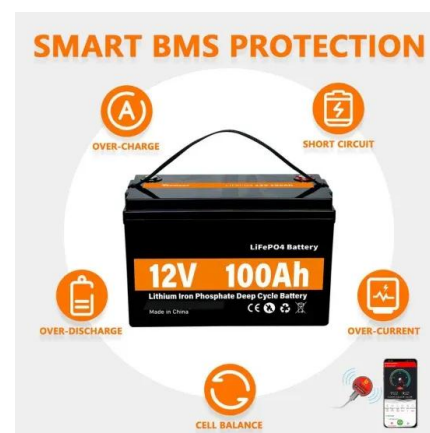 SMART BMS PROTECTION
A
OVER-CHARGE
SHORT CIRCUIT
LiFePO4 Battery
12V 100Ah
Lithium Iron Phosphate Deep Cycle Battery
Made in China
CE
OVER-DISCHARGE
OVER-CURRENT
CELL BALANCE